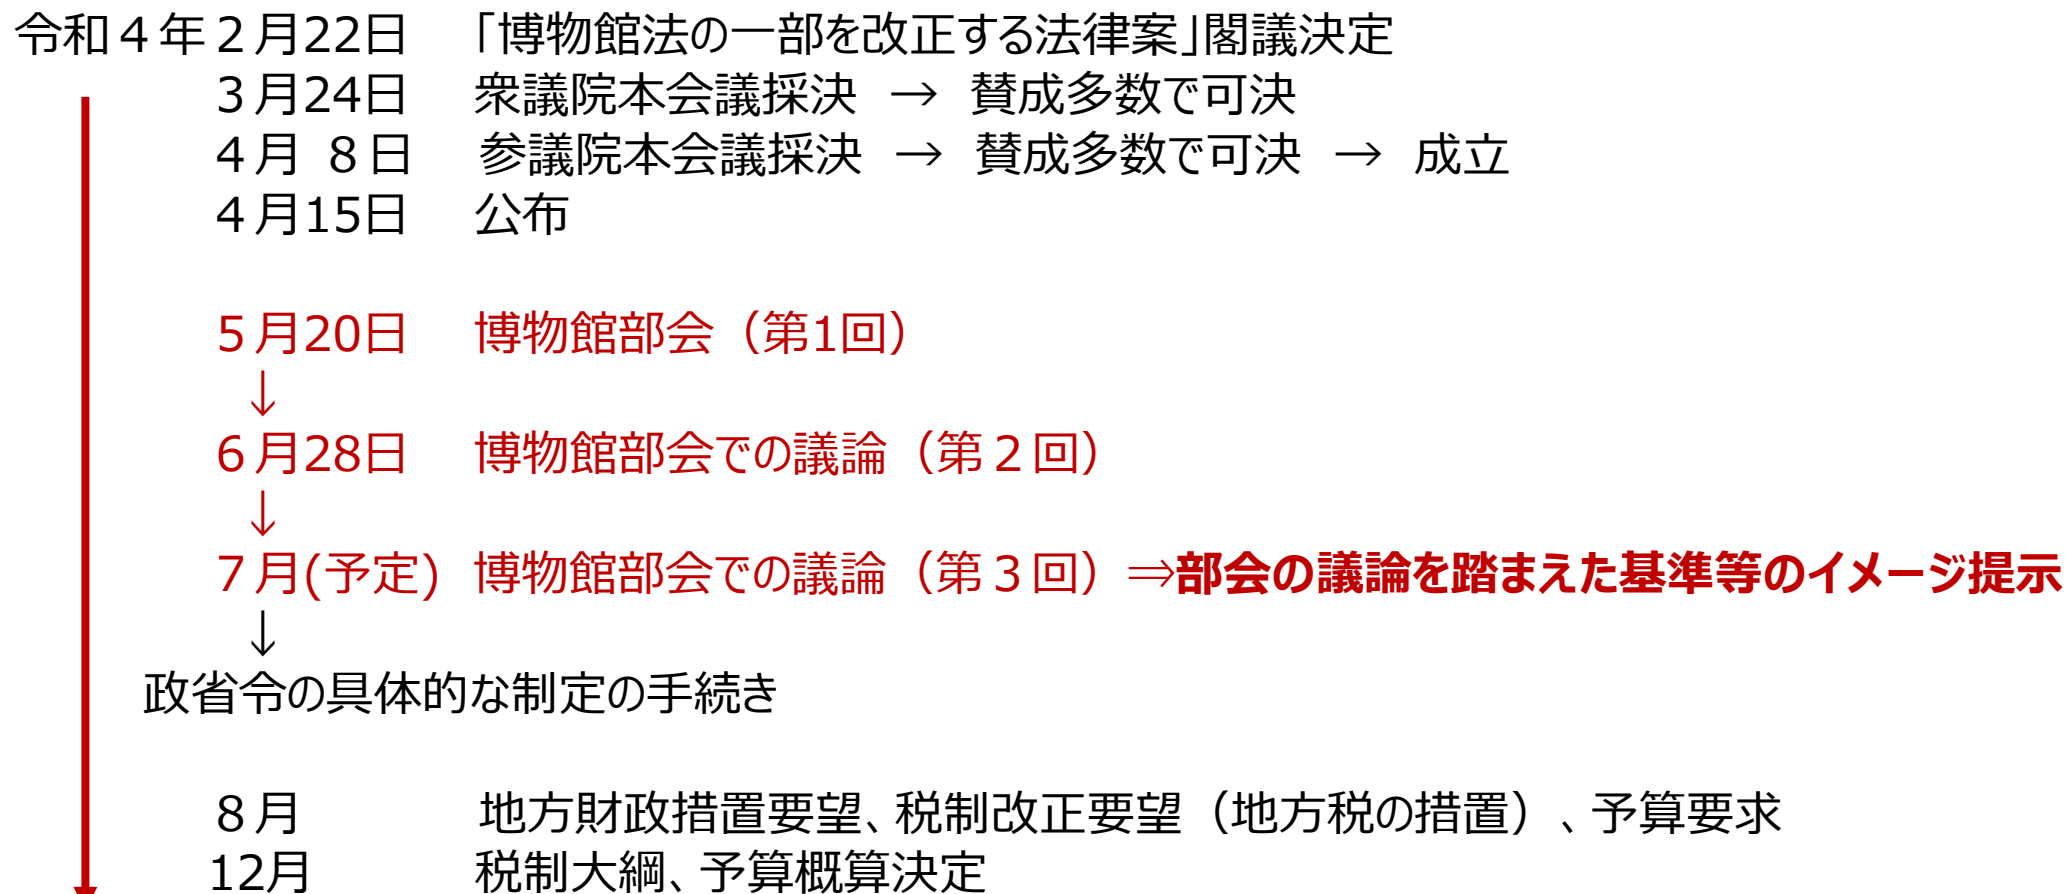 令和４年２月22日　「博物館法の一部を改正する法律案」閣議決定
３月24日　衆議院本会議採決　→　賛成多数で可決
４月 ８日　参議院本会議採決　→　賛成多数で可決　→　成立
４月15日　公布
５月20日　博物館部会（第1回）
↓
６月28日　博物館部会での議論（第２回）
↓
７月(予定)　博物館部会での議論（第３回）⇒部会の議論を踏まえた基準等のイメージ提示
↓
政省令の具体的な制定の手続き
８月　地方財政措置要望、税制改正要望（地方税の措置）、予算要求
12月　税制大綱、予算概算決定